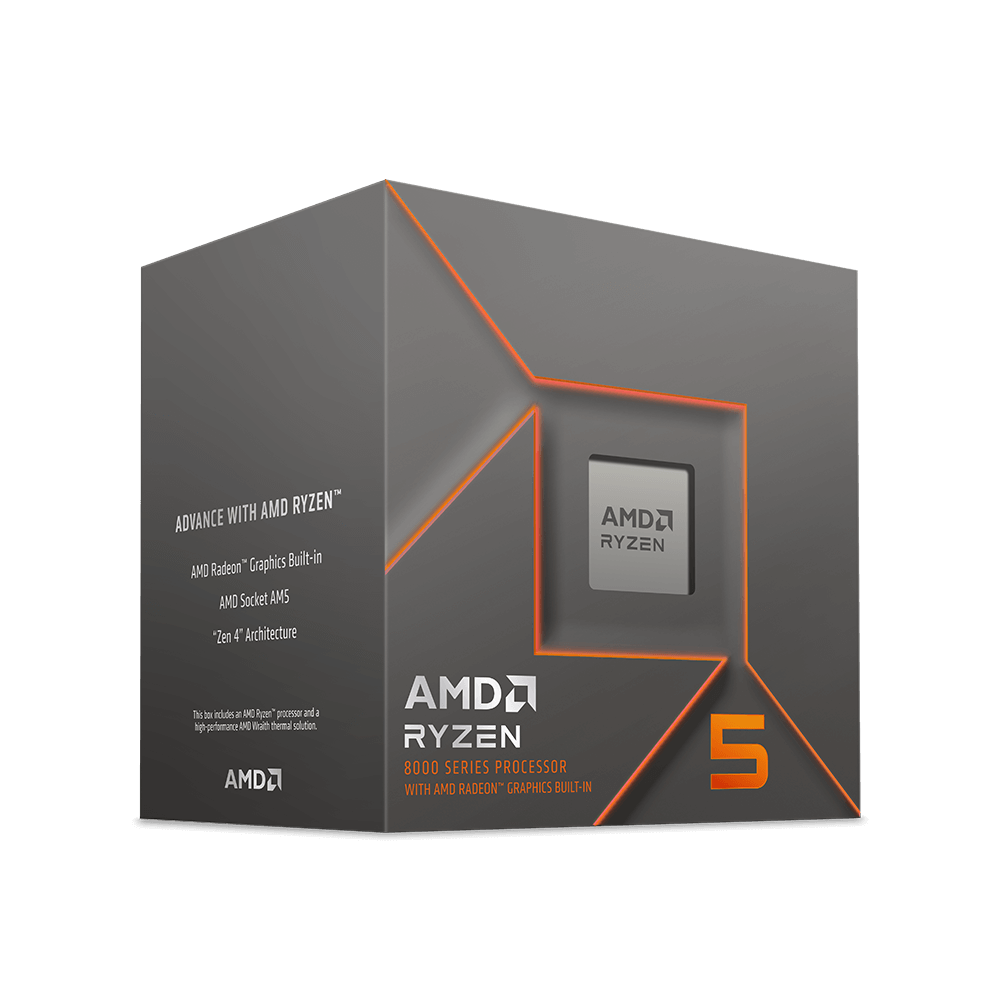 ADVANCE WITH AMD RYZEN™
AMD Radeon™ Graphics Built-in
AMD Socket AM5
"Zen 4" Architecture
This box includes an AMD Ryzen™ processor and a
high-performance AMD Wraith thermal solution.
AMD
AMD
RYZEN
AMD
RYZEN
8000 SERIES PROCESSOR
WITH AMD RADEON™ GRAPHICS BUILT-IN
5